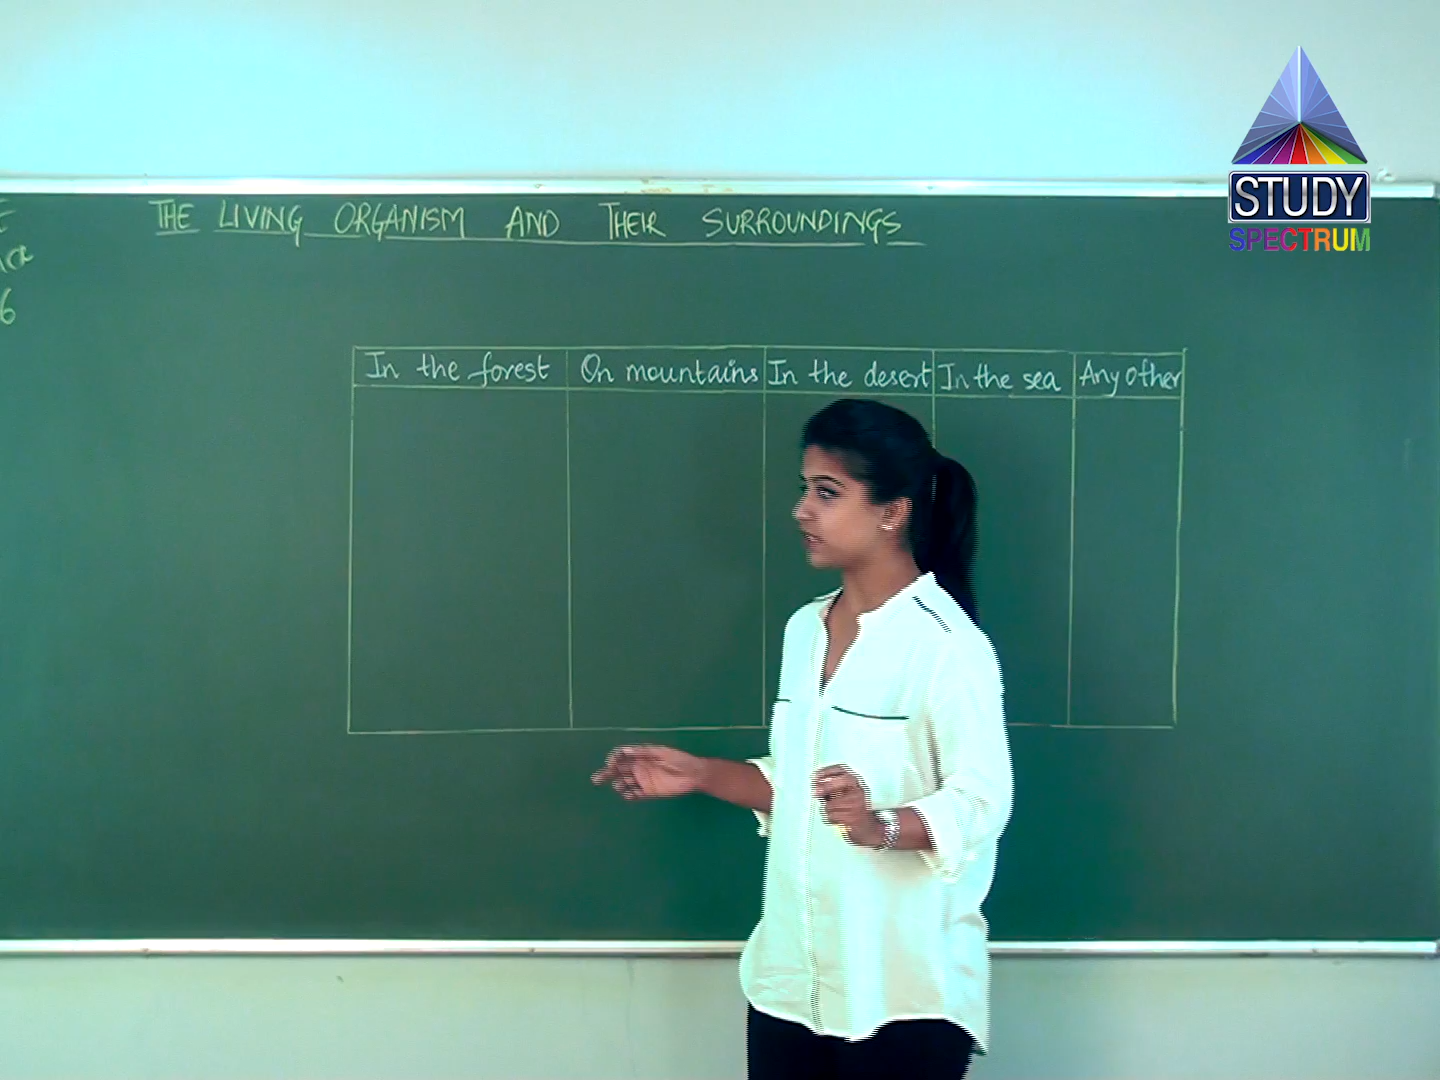 THE LIVING ORGANISM AND THEIR SURROUNDINGS
6
In the forest On mountains In the desert In the sea Any other
STUDY
SPECTRUM